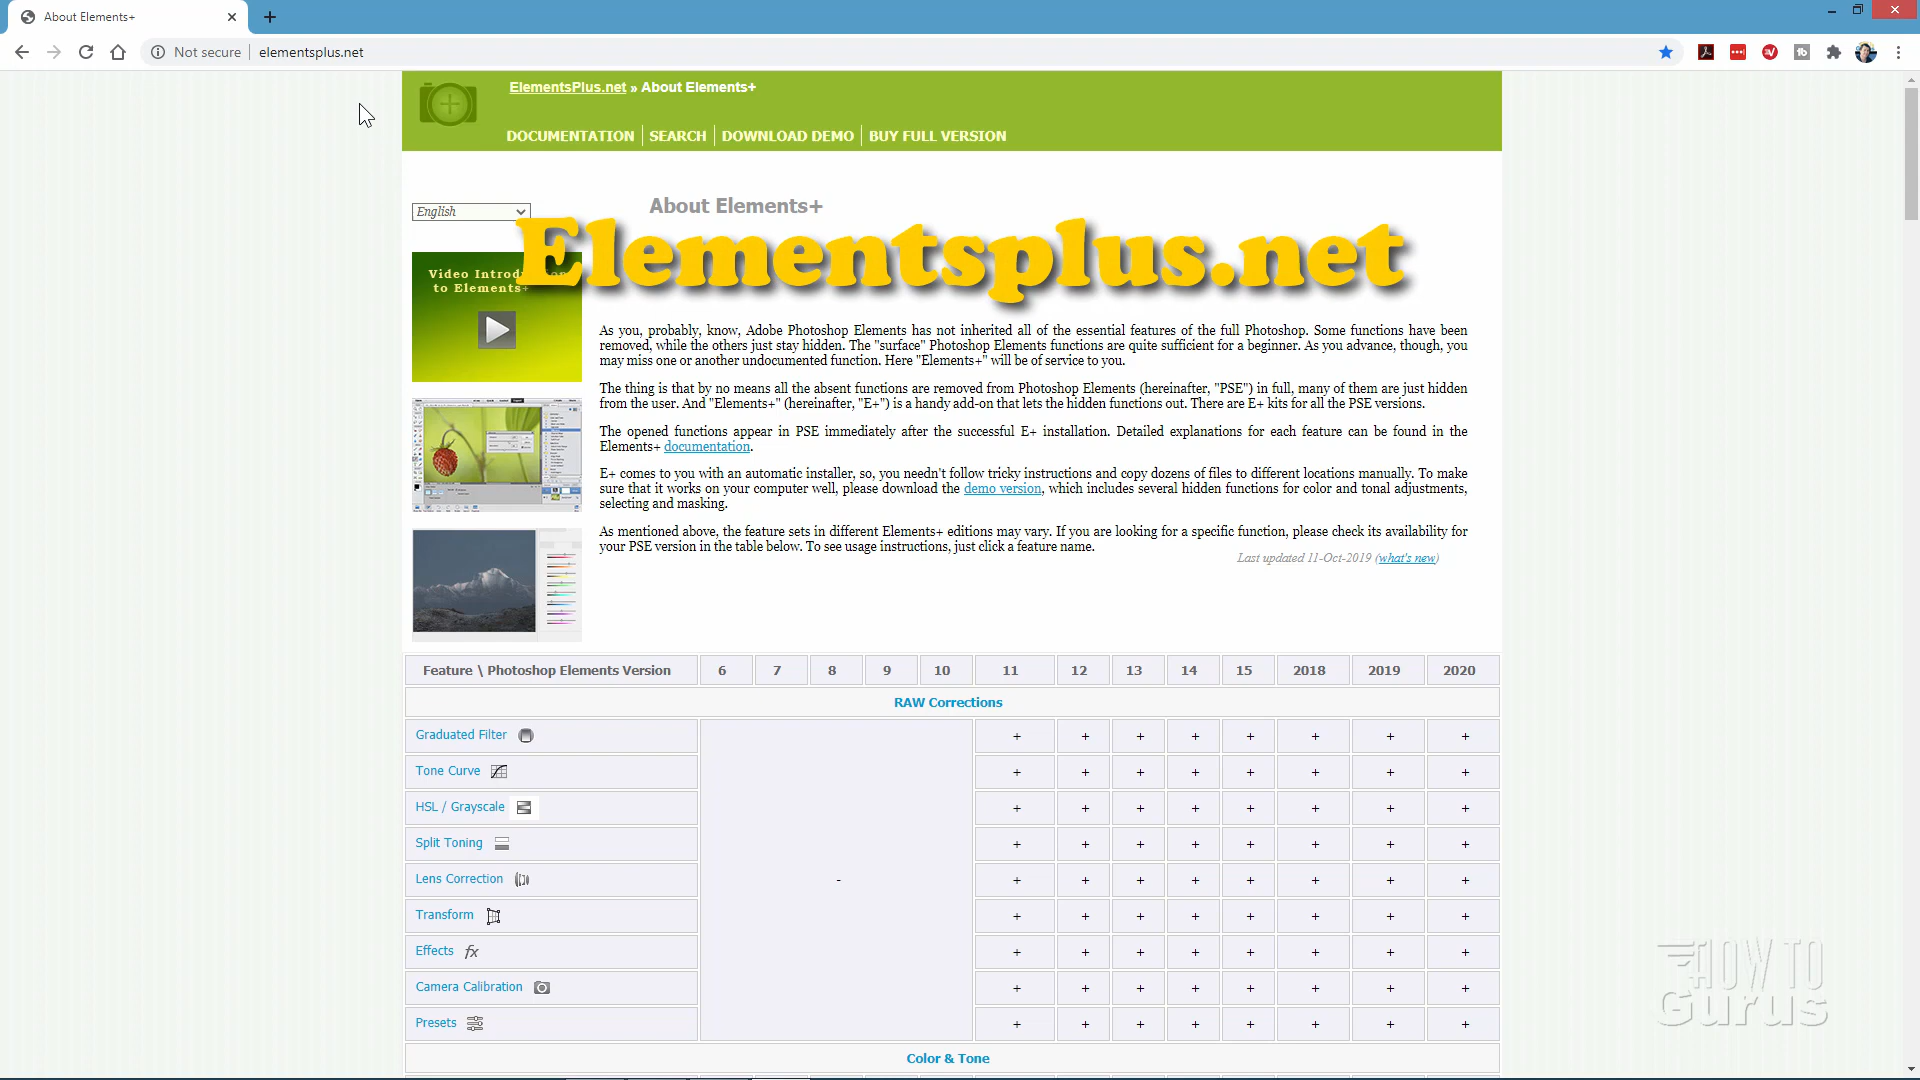 About Elements+
Not secure
elementsplus.net
ElementsPlus.net » About Elements+
DOCUMENTATION
SEARCH
DOWNLOAD DEMO
BUY FULL VERSION
English
About Elements+
Elementsplus.net
Video
to Elements+
As you, probably, know, Adobe Photoshop Elements has not inherited all of the essential features of the full Photoshop. Some functions have been
removed, while the others just stay hidden. The "surface" Photoshop Elements functions are quite sufficient for a beginner. As you advance, though, you
may miss one or another undocumented function. Here "Elements+" will be of service to you.
The thing is that by no means all the absent functions are removed from Photoshop Elements (hereinafter, "PSE") in full, many of them are just hidden
from the user. And "Elements+" (hereinafter, "E+") is a handy add-on that lets the hidden functions out. There are E+ kits for all the PSE versions.
The opened functions appear in PSE immediately after the successful E+ installation. Detailed explanations for each feature can be found in the
Elements+ documentation.
E+ comes to you with an automatic installer, so, you needn't follow tricky instructions and copy dozens of files to different locations manually. To make
sure that it works on your computer well, please download the demo version, which includes several hidden functions for color and tonal adjustments,
selecting and masking.
As mentioned above, the feature sets in different Elements+ editions may vary. If you are looking for a specific function, please check its availability for
your PSE version in the table below. To see usage instructions, just click a feature name.
Last updated 11-Oct-2019 (what's new)
Feature \ Photoshop Elements Version 6 7 8 9 10 11 12 13 14 15 2018 2019 2020
RAW Corrections
Graduated Filter + + + + + + + +
Tone Curve + + + + + + + +
HSL / Grayscale + + + + + + + +
Split Toning + + + + + + + +
Lens Correction - + + + + + + + +
Transform + + + + + + + +
Effects fx + + + + + + + +
Camera Calibration + + + + + + + +
Presets + + + + + + + +
Color & Tone
HOW TO
Gurus